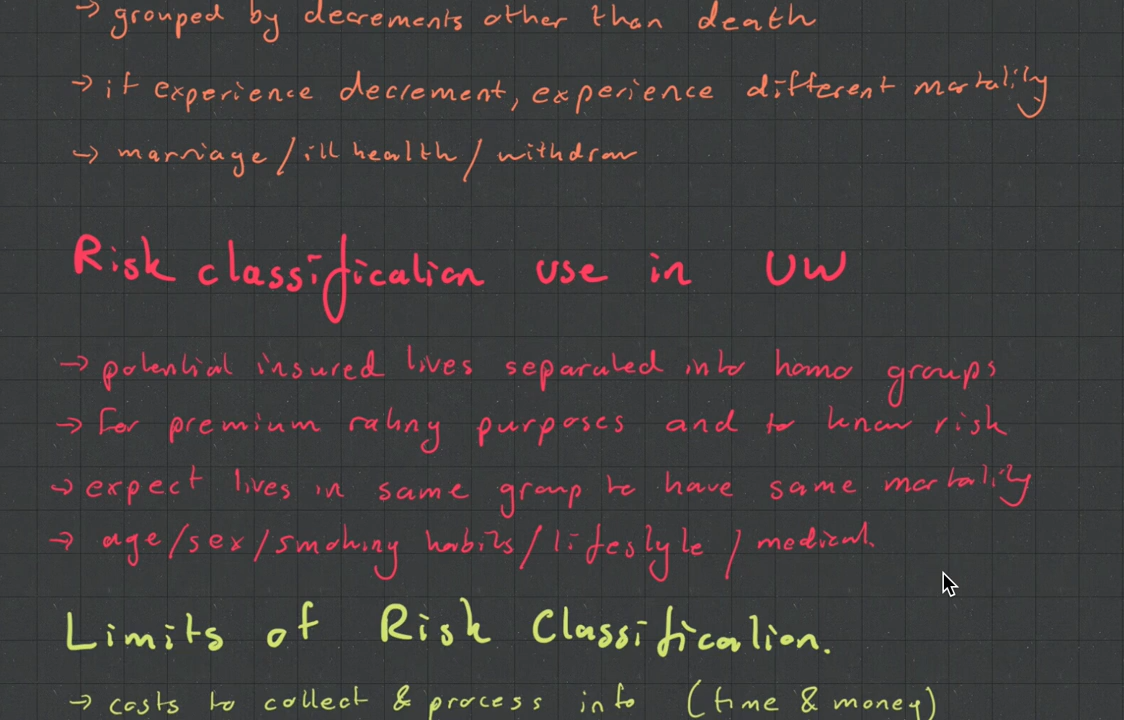 → grouped by decrements other than death
→ if experience decrement, experience different mortality
→ marriage / ill health / withdraw
Risk classification use in UW
→ potential insured lives separated into homo groups
→ for premium rating purposes and to know risk
→ expect lives in same group to have same mortality
→ age/sex/smoking habits/lifestyle / medical.
Limits of Risk Classification.
→ costs to collect & process info (time & money)